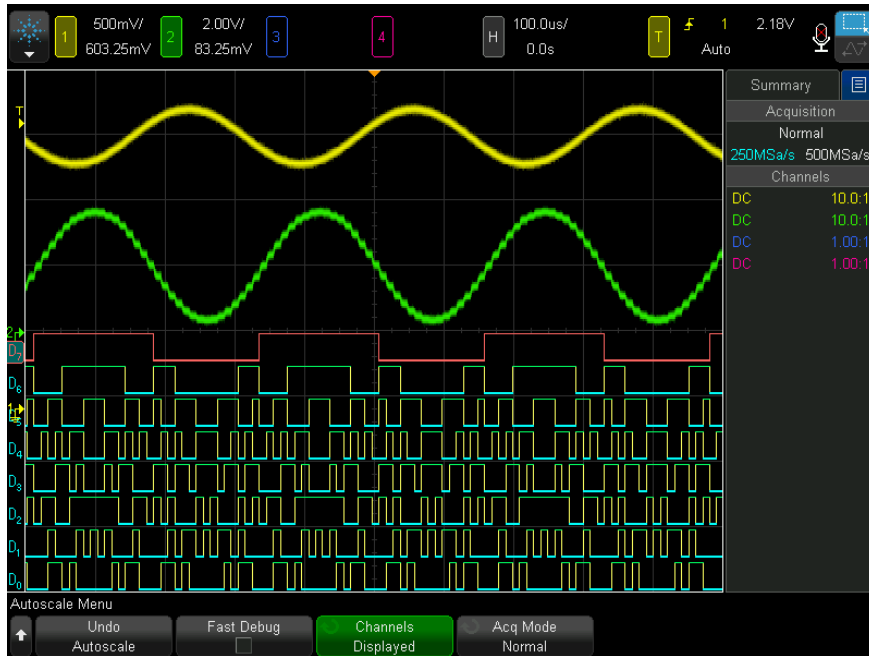 1 500mV/ 603.25mV
2 2.00V/ 83.25mV
3
4
H 100.0us/ 0.0s
T 1 2.18V
Auto
Summary
Acquisition
Normal
250MSa/s 500MSa/s
Channels
DC 10.0:1
DC 10.0:1
DC 1.00:1
DC 1.00:1
T
2
D7
D6
D4
D3
D2
D1
D0
Autoscale Menu
Undo Autoscale
Fast Debug
Channels Displayed
Acq Mode Normal